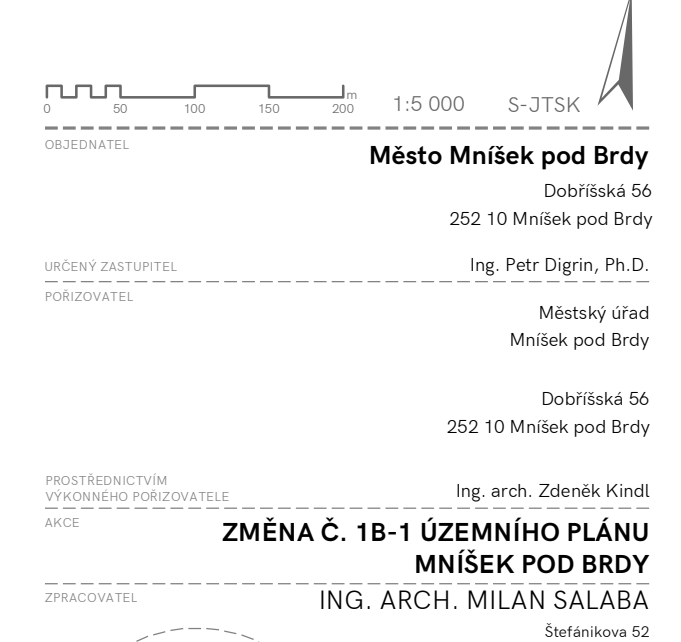 m
0 50 100 150 200
1:5 000 S-JTSK
OBJEDNATEL
Město Mníšek pod Brdy
Dobříšská 56
252 10 Mníšek pod Brdy
URČENÝ ZASTUPITEL
Ing. Petr Digrin, Ph.D.
POŘIZOVATEL
Městský úřad
Mníšek pod Brdy
Dobříšská 56
252 10 Mníšek pod Brdy
PROSTŘEDNICTVÍM
VÝKONNÉHO POŘIZOVATELE
Ing. arch. Zdeněk Kindl
AKCE
ZMĚNA Č. 1B-1 ÚZEMNÍHO PLÁNU
MNÍŠEK POD BRDY
ZPRACOVATEL
ING. ARCH. MILAN SALABA
Štefánikova 52